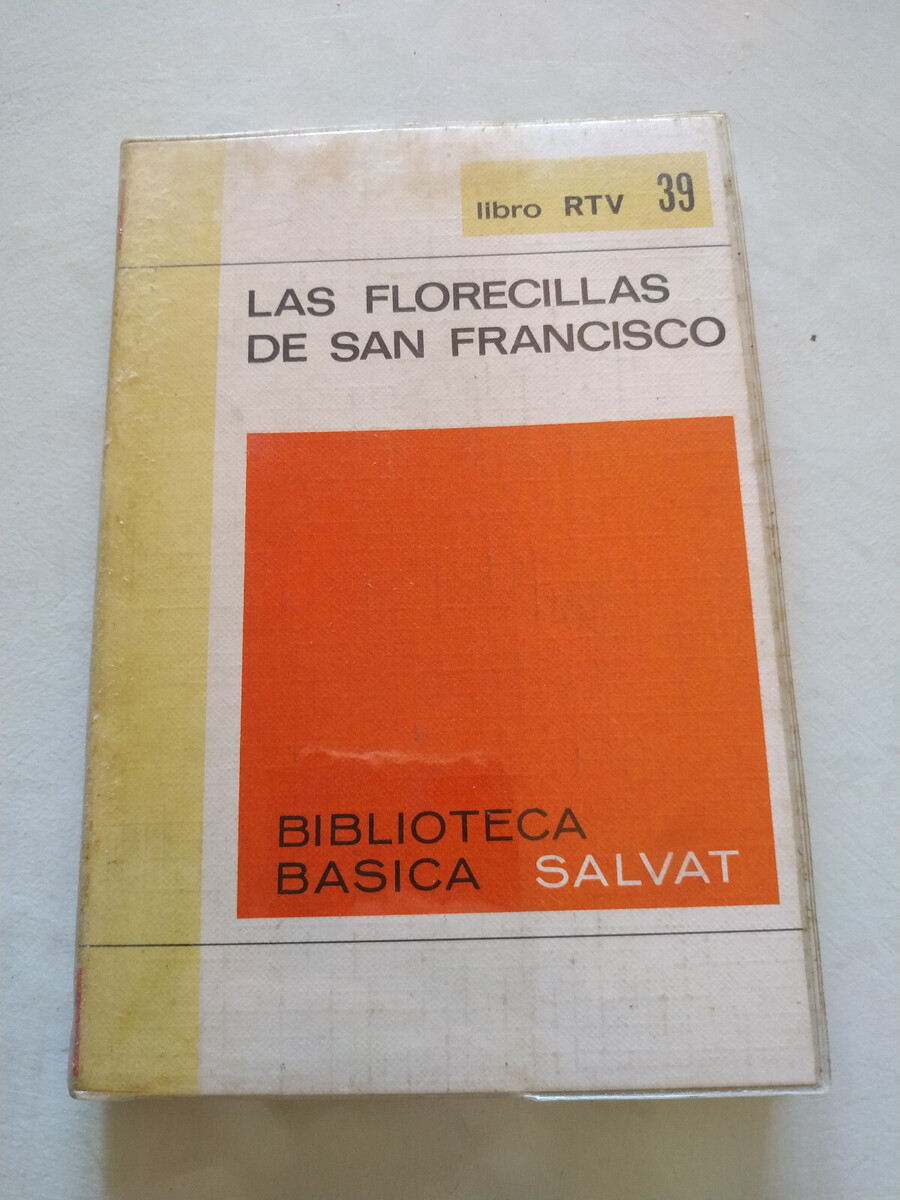 libro RTV 39
LAS FLORECILLAS
DE SAN FRANCISCO
BIBLIOTECA
BASICA SALVAT